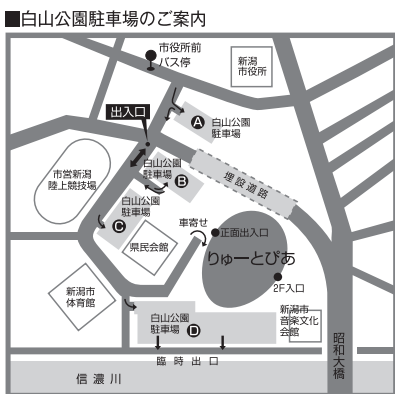 ■白山公園駐車場のご案内
市役所前
バス停
新潟
市役所
出入口
A
白山公園
駐車場
市営新潟
陸上競技場
白山公園
駐車場
B
埋設道路
白山公園
駐車場
C
車寄せ
正面出入口
県民会館
りゅーとぴあ
2F入口
新潟市
体育館
白山公園
駐車場
D
新潟市
音楽文化
会館
昭和大橋
臨時出口
信濃川